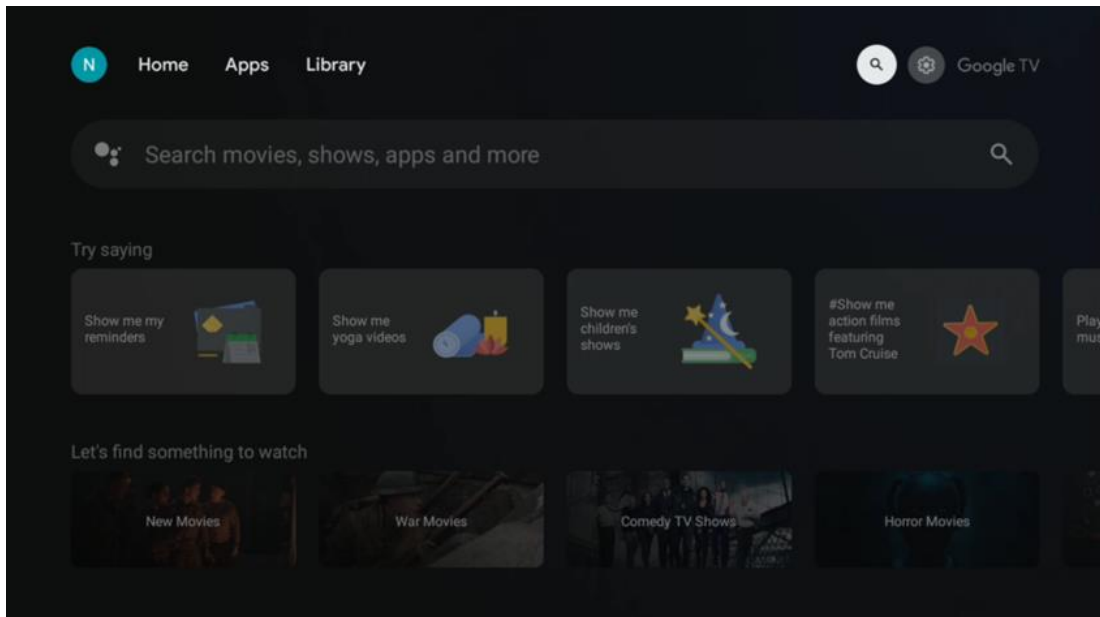 N Home Apps Library Google TV
Search movies, shows, apps and more
Try saying
Show me my
reminders
Show me
yoga videos
Show me
children's
shows
#Show me
action films
featuring
Tom Cruise
Play
mus
Let's find something to watch
New Movies
War Movies
Comedy TV Shows
Horror Movies